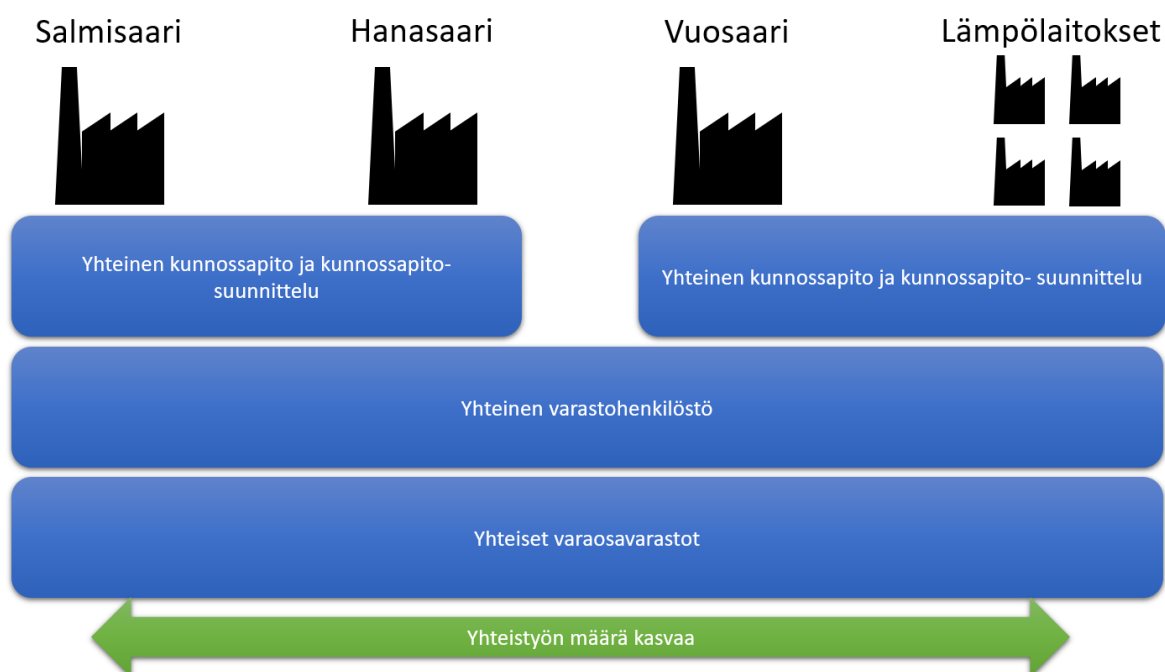 Salmisaari
Hanasaari
Vuosaari
Lämpölaitokset
Yhteinen kunnossapito ja kunnossapito-
suunnittelu
Yhteinen kunnossapito ja kunnossapito- suunnittelu
Yhteinen varastohenkilöstö
Yhteiset varaosavarastot
Yhteistyön määrä kasvaa